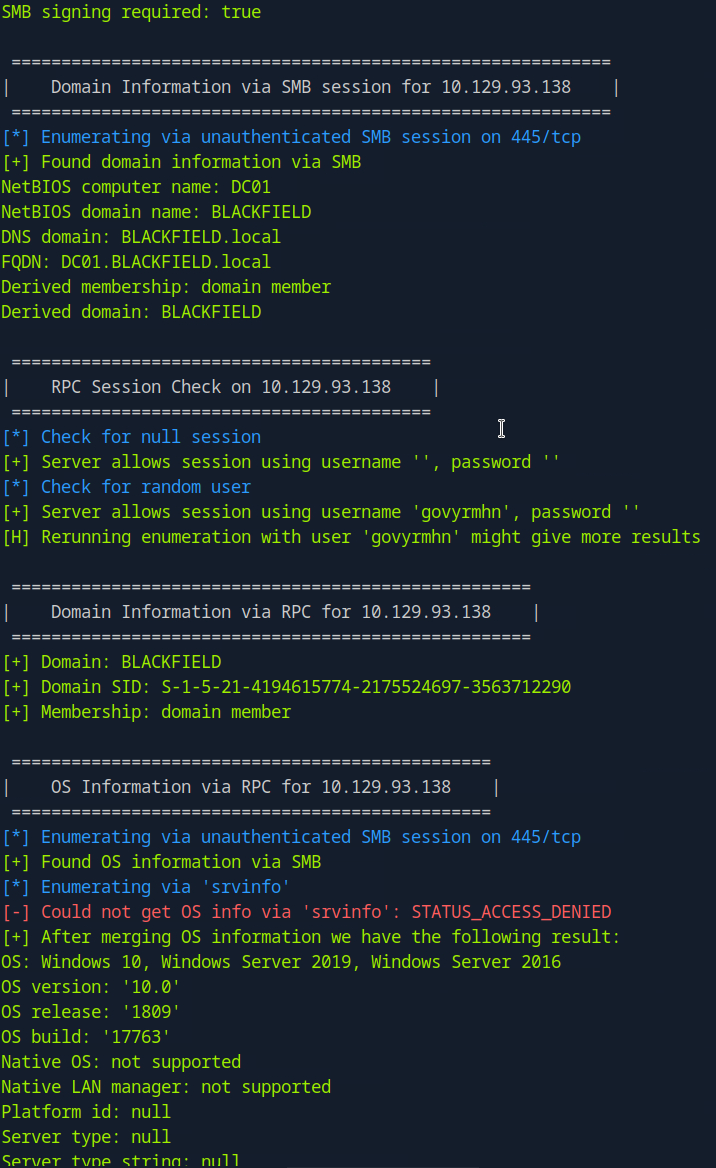 SMB signing required: true
=============================================================
|    Domain Information via SMB session for 10.129.93.138    |
=============================================================
[*] Enumerating via unauthenticated SMB session on 445/tcp
[+] Found domain information via SMB
NetBIOS computer name: DC01
NetBIOS domain name: BLACKFIELD
DNS domain: BLACKFIELD.local
FQDN: DC01.BLACKFIELD.local
Derived membership: domain member
Derived domain: BLACKFIELD
==========================================
|    RPC Session Check on 10.129.93.138    |
==========================================
[*] Check for null session
[+] Server allows session using username '', password ''
[*] Check for random user
[+] Server allows session using username 'govyrmhn', password ''
[H] Rerunning enumeration with user 'govyrmhn' might give more results
====================================================
|    Domain Information via RPC for 10.129.93.138    |
====================================================
[+] Domain: BLACKFIELD
[+] Domain SID: S-1-5-21-4194615774-2175524697-3563712290
[+] Membership: domain member
================================================
|    OS Information via RPC for 10.129.93.138    |
================================================
[*] Enumerating via unauthenticated SMB session on 445/tcp
[+] Found OS information via SMB
[*] Enumerating via 'srvinfo'
[-] Could not get OS info via 'srvinfo': STATUS_ACCESS_DENIED
[+] After merging OS information we have the following result:
OS: Windows 10, Windows Server 2019, Windows Server 2016
OS version: '10.0'
OS release: '1809'
OS build: '17763'
Native OS: not supported
Native LAN manager: not supported
Platform id: null
Server type: null
Server type string: null